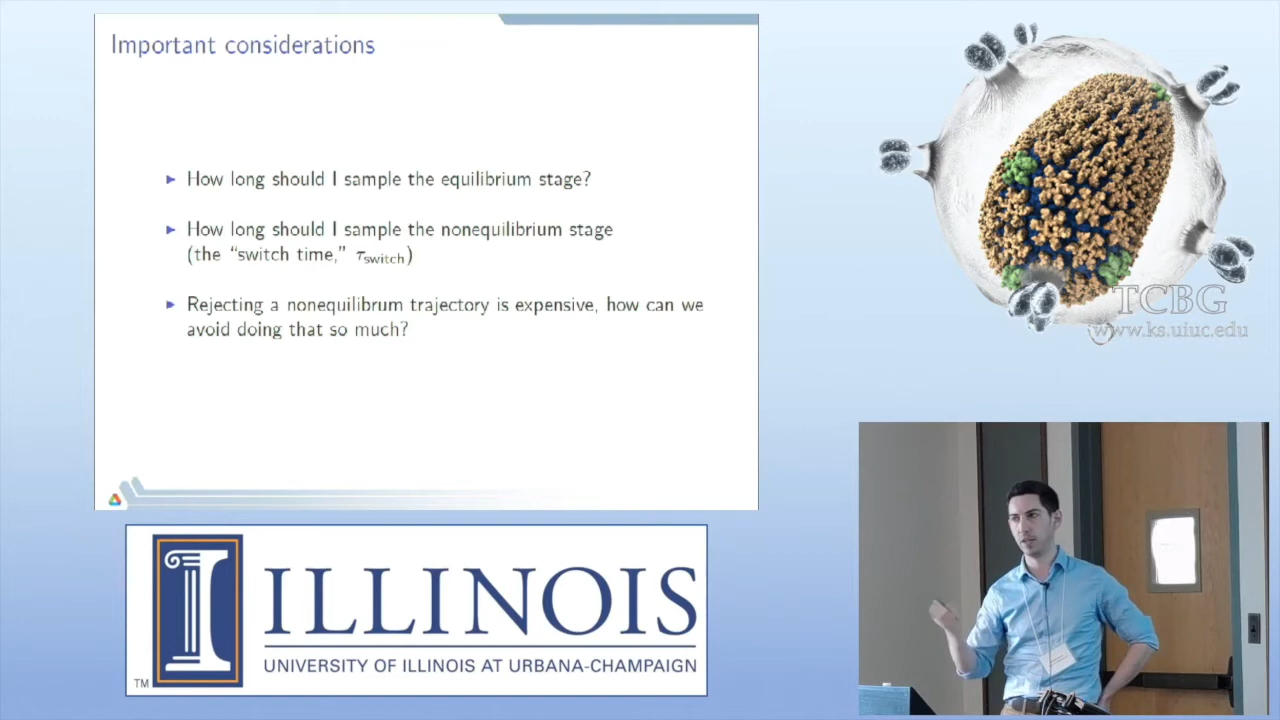 Important considerations
► How long should I sample the equilibrium stage?
► How long should I sample the nonequilibrium stage
(the “switch time,” τswitch)
► Rejecting a nonequilibrum trajectory is expensive, how can we
avoid doing that so much?
TCBG
www.ks.uiuc.edu
ILLINOIS
UNIVERSITY OF ILLINOIS AT URBANA-CHAMPAIGN
TM